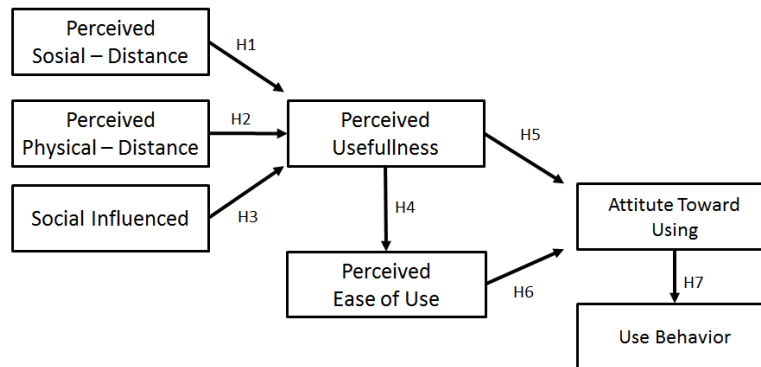 Perceived
Sosial – Distance
H1
Perceived
Physical – Distance
H2
Perceived
Usefullness
H5
Social Influenced
H3
H4
Attitute Toward
Using
Perceived
Ease of Use
H6
H7
Use Behavior